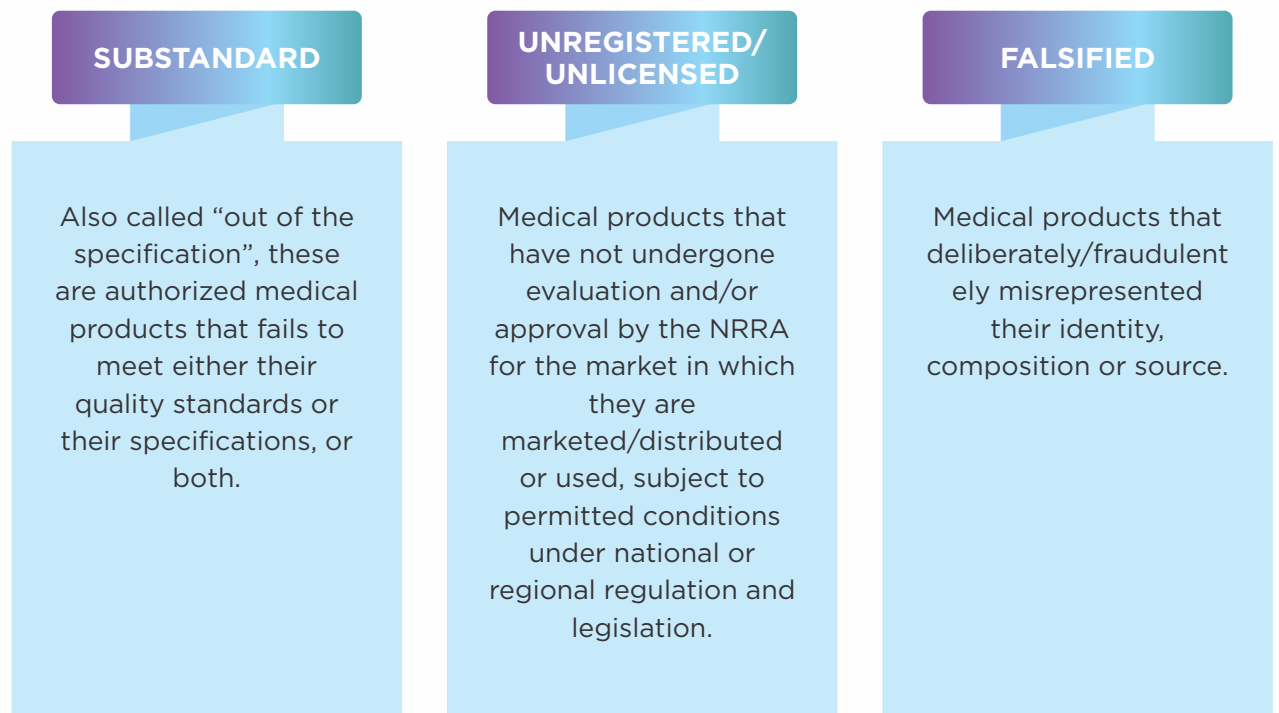 SUBSTANDARD
Also called “out of the
specification”, these
are authorized medical
products that fails to
meet either their
quality standards or
their specifications, or
both.
UNREGISTERED/
UNLICENSED
Medical products that
have not undergone
evaluation and/or
approval by the NRRA
for the market in which
they are
marketed/distributed
or used, subject to
permitted conditions
under national or
regional regulation and
legislation.
FALSIFIED
Medical products that
deliberately/fraudulent
ely misrepresented
their identity,
composition or source.